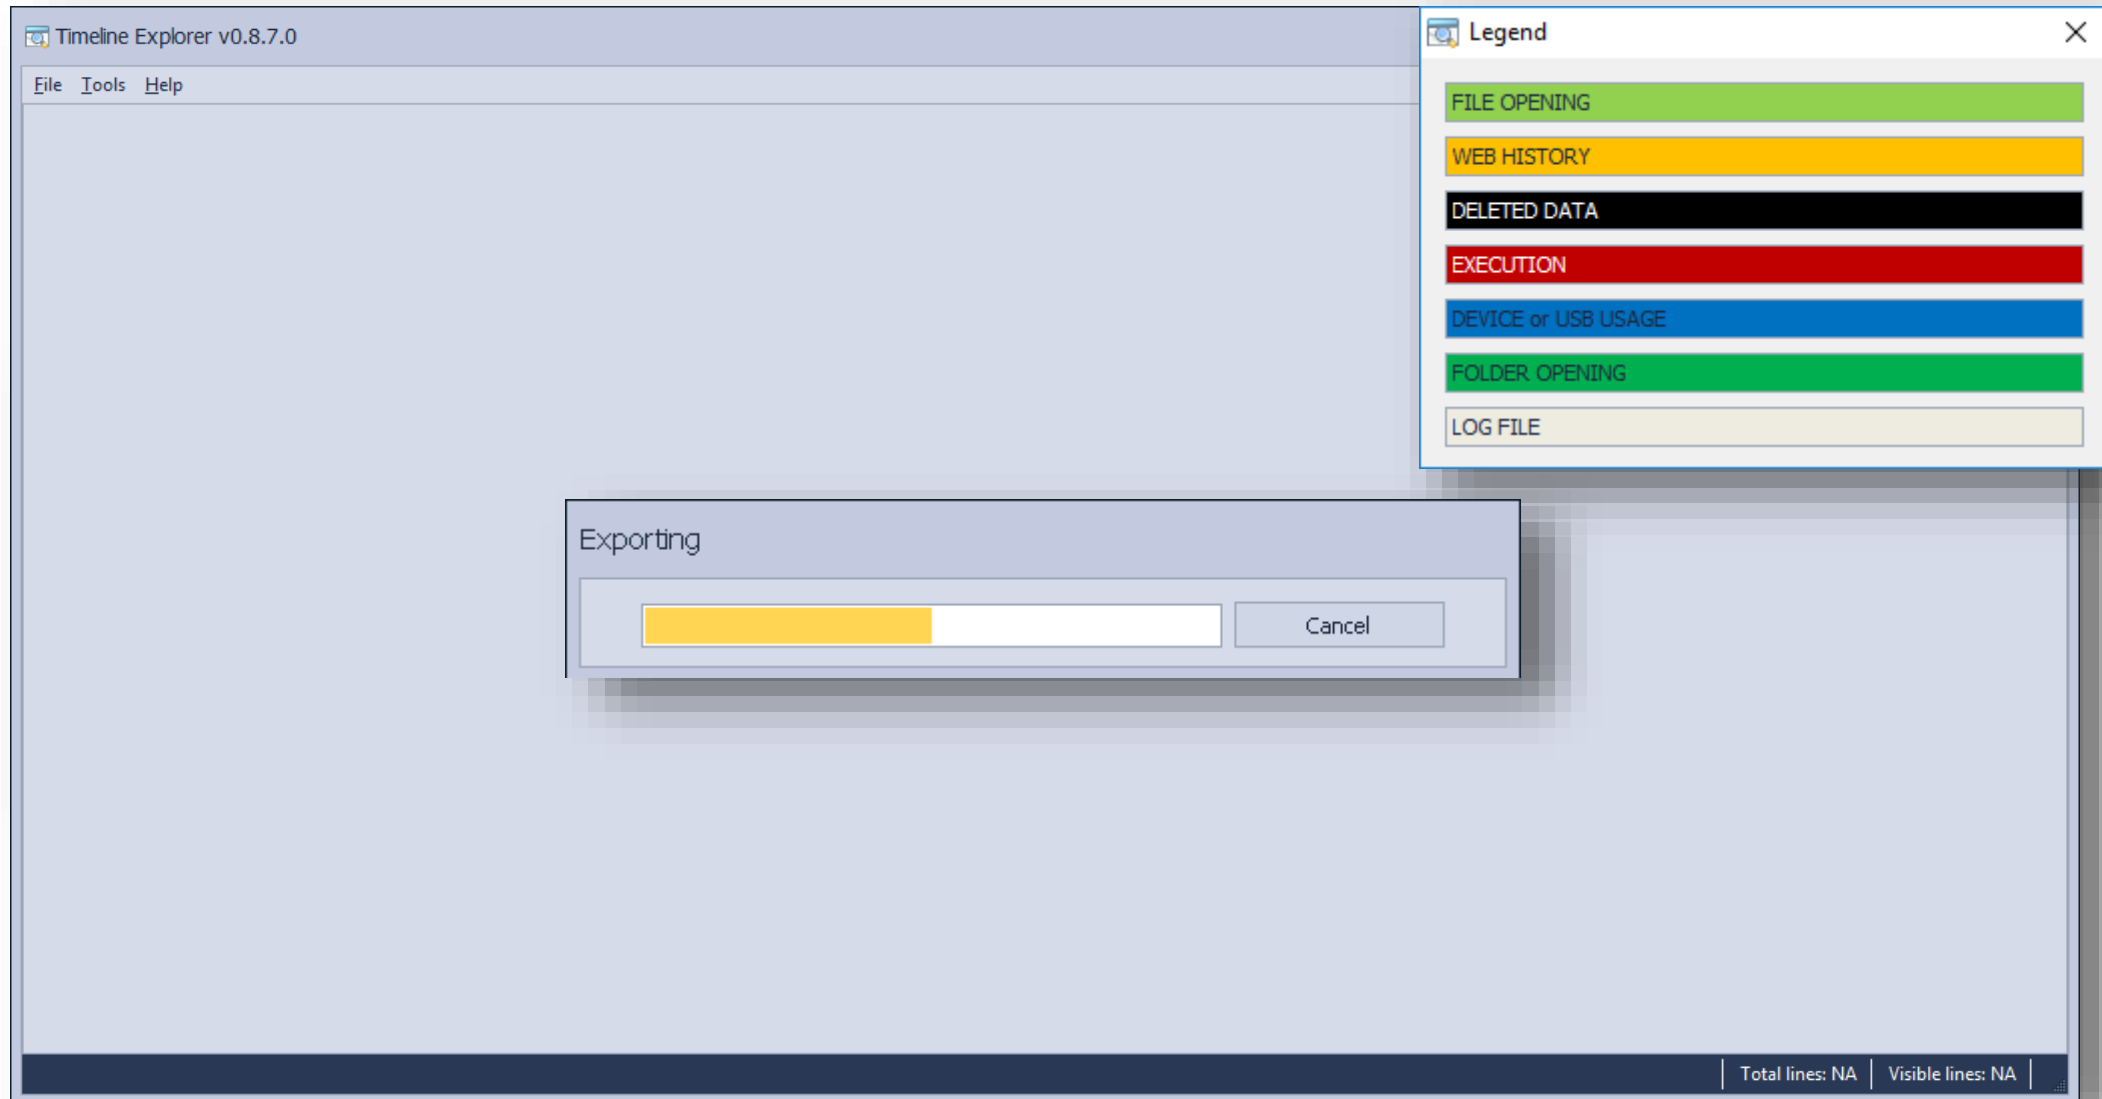 Timeline Explorer v0.8.7.0
File Tools Help
Legend
FILE OPENING
WEB HISTORY
DELETED DATA
EXECUTION
DEVICE or USB USAGE
FOLDER OPENING
LOG FILE
Exporting
Cancel
Total lines: NA Visible lines: NA